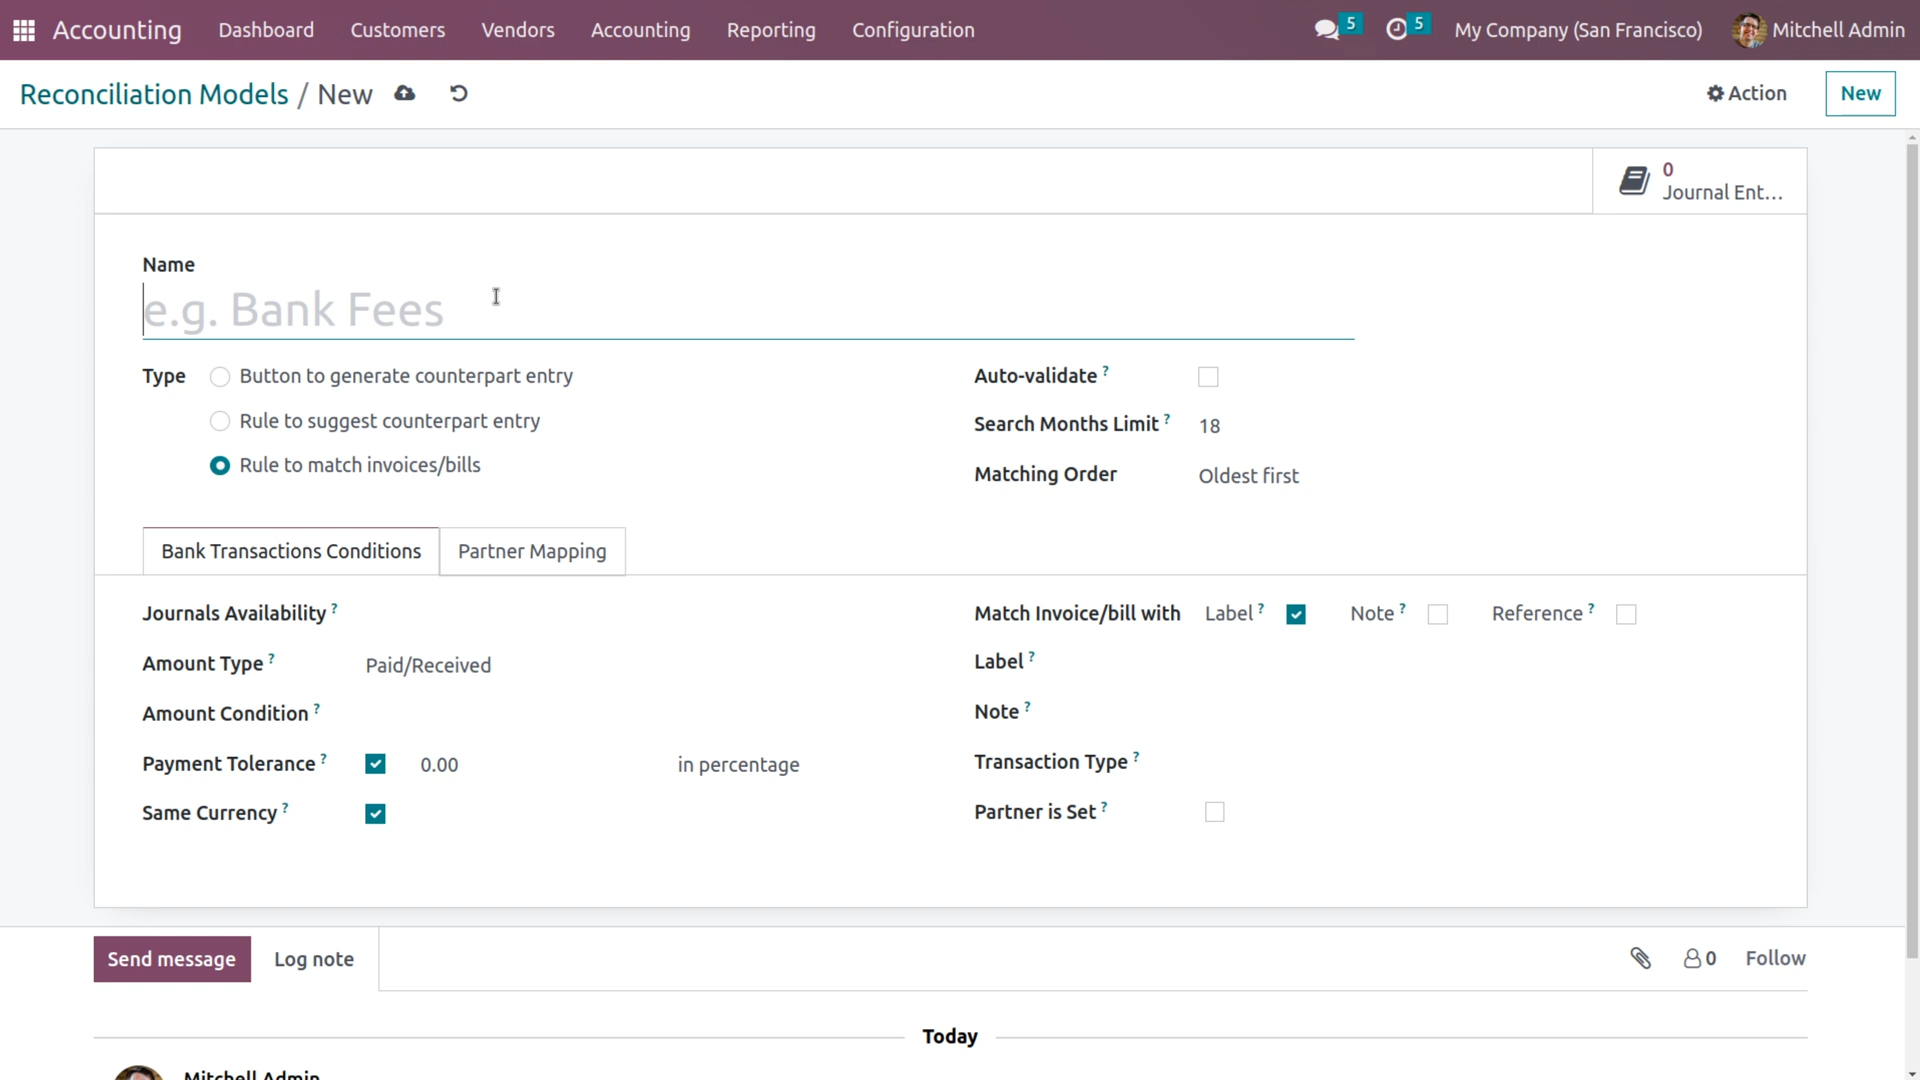 Accounting Dashboard Customers Vendors Accounting Reporting Configuration 5 5 My Company (San Francisco) Mitchell Admin
Reconciliation Models / New Action New
0
Journal Ent...
Name
e.g. Bank Fees
Type Button to generate counterpart entry Auto-validate ?
Rule to suggest counterpart entry Search Months Limit ? 18
Rule to match invoices/bills Matching Order Oldest first
Bank Transactions Conditions Partner Mapping
Journals Availability ? Match Invoice/bill with Label ? Note ? Reference ?
Amount Type ? Paid/Received Label ?
Amount Condition ? Note ?
Payment Tolerance ? 0.00 in percentage Transaction Type ?
Same Currency ? Partner is Set ?
Send message Log note 0 Follow
Today
Mitchell Admin